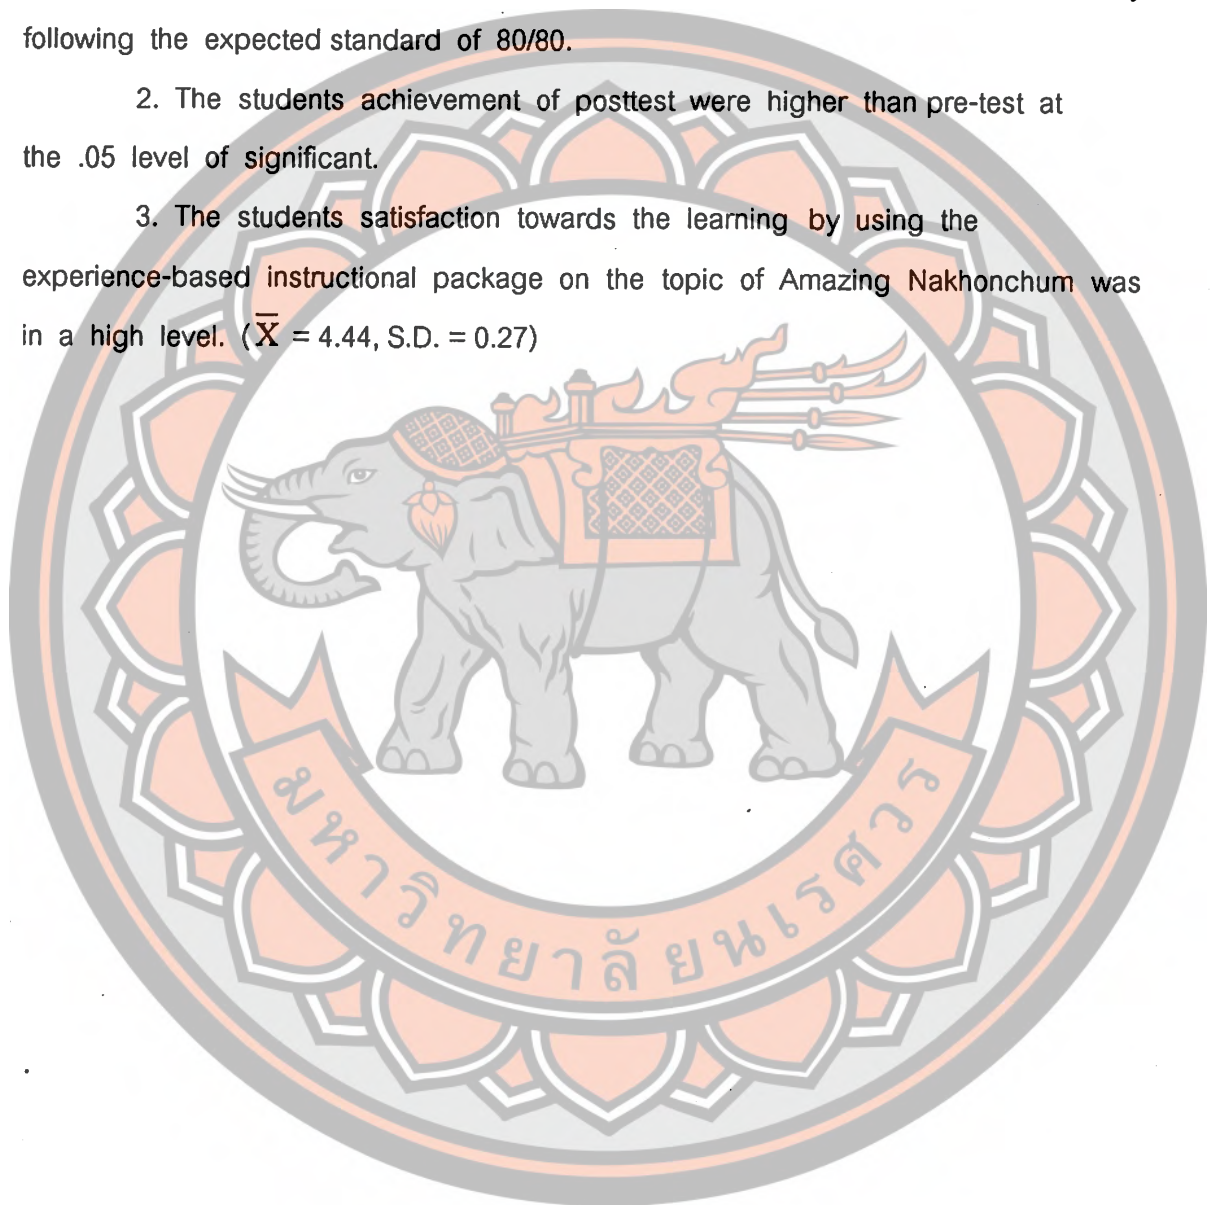 following the expected standard of 80/80.
2. The students achievement of posttest were higher than pre-test at
the .05 level of significant.
3. The students satisfaction towards the learning by using the
experience-based instructional package on the topic of Amazing Nakhonchum was
in a high level. (X̅ = 4.44, S.D. = 0.27)
มหาวิทยาลัยนเรศวร